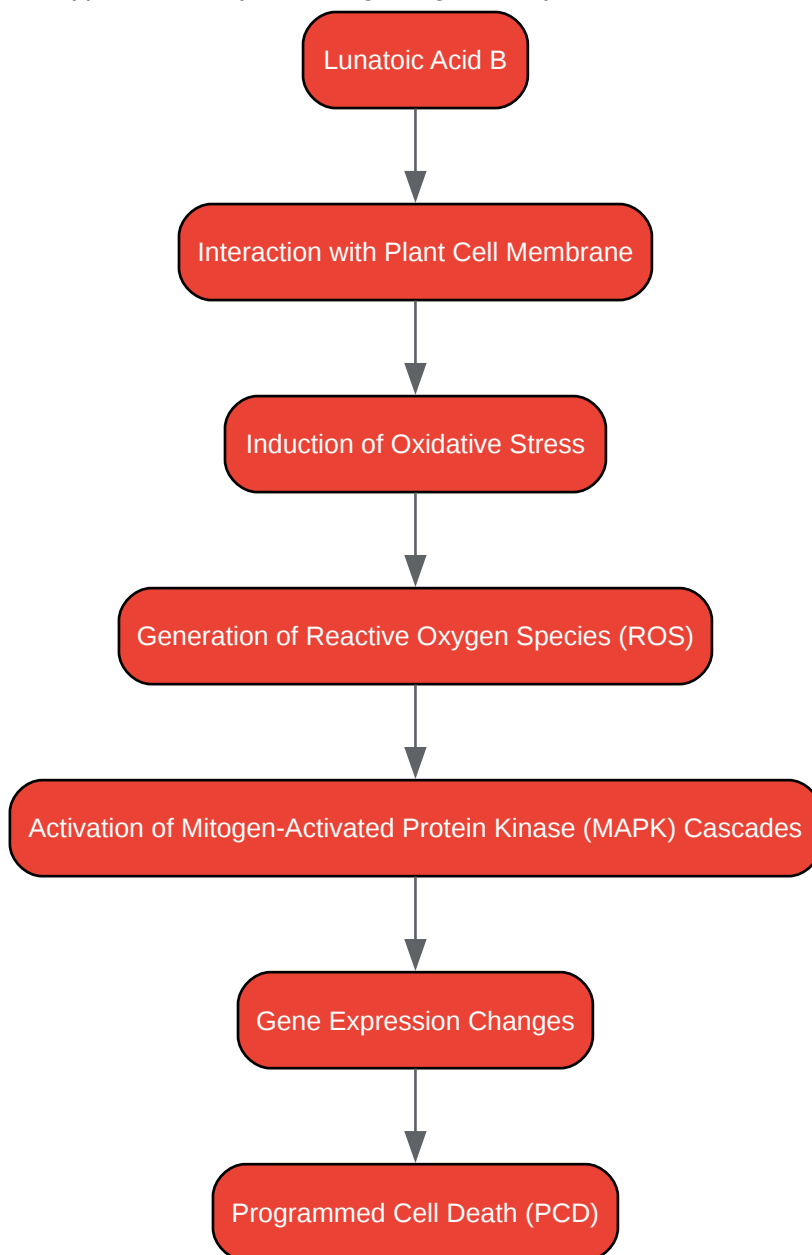 Lunatoic Acid B
Interaction with Plant Cell Membrane
Induction of Oxidative Stress
Generation of Reactive Oxygen Species (ROS)
Activation of Mitogen-Activated Protein Kinase (MAPK) Cascades
Gene Expression Changes
Programmed Cell Death (PCD)